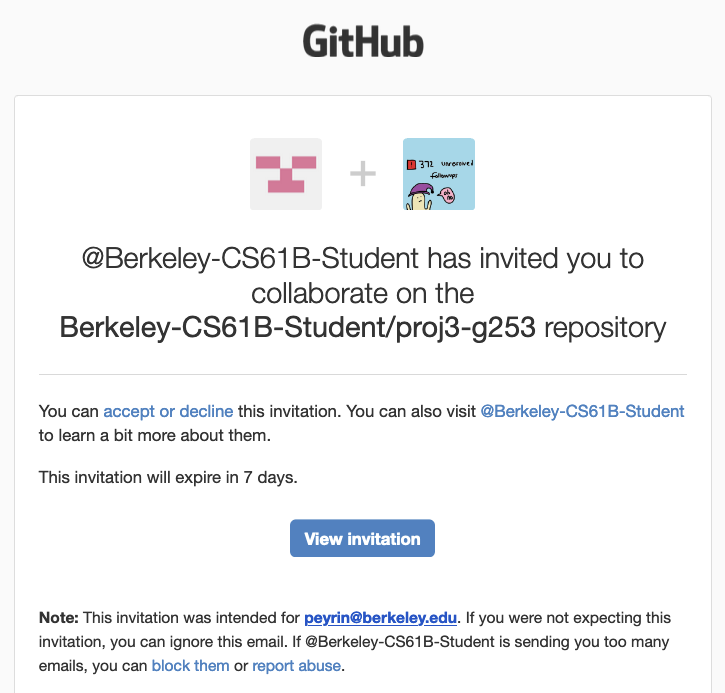 GitHub
372 unresolved
followups
oh
no
@Berkeley-CS61B-Student has invited you to
collaborate on the
Berkeley-CS61B-Student/proj3-g253 repository
You can accept or decline this invitation. You can also visit @Berkeley-CS61B-Student
to learn a bit more about them.
This invitation will expire in 7 days.
View invitation
Note: This invitation was intended for peyrin@berkeley.edu. If you were not expecting this
invitation, you can ignore this email. If @Berkeley-CS61B-Student is sending you too many
emails, you can block them or report abuse.